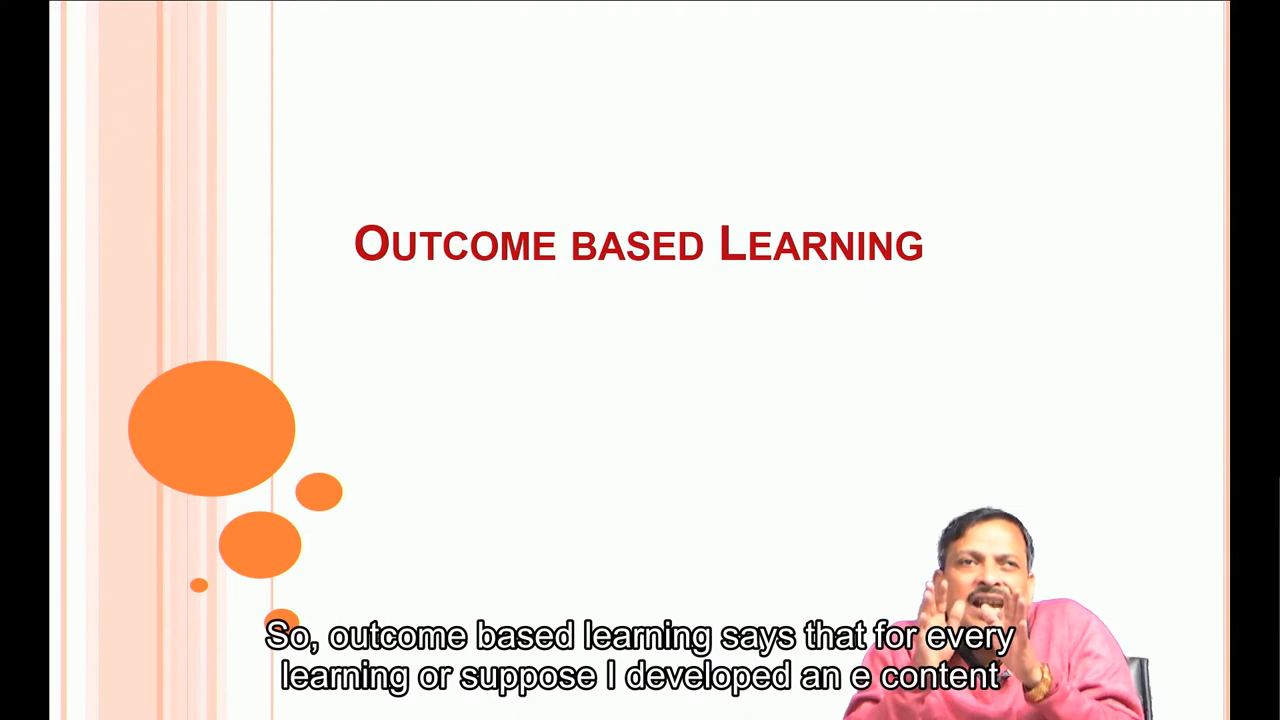 OUTCOME BASED LEARNING
So, outcome based learning says that for every
learning or suppose I developed an e content